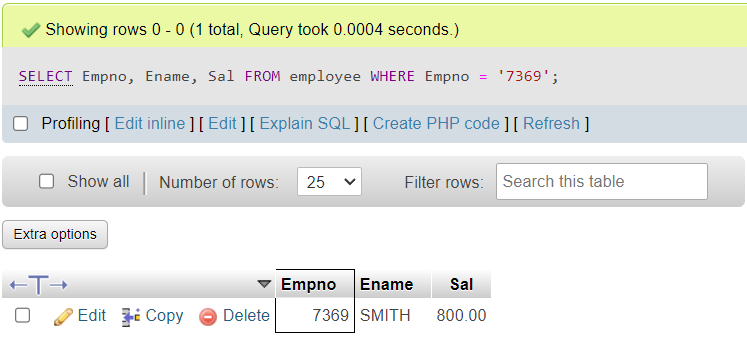 Showing rows 0 - 0 (1 total, Query took 0.0004 seconds.)
SELECT Empno, Ename, Sal FROM employee WHERE Empno = '7369';
Profiling [ Edit inline ] [ Edit ] [ Explain SQL ] [ Create PHP code ] [ Refresh ]
Show all Number of rows: 25 Filter rows: Search this table
Extra options
Empno Ename Sal
Edit Copy Delete 7369 SMITH 800.00